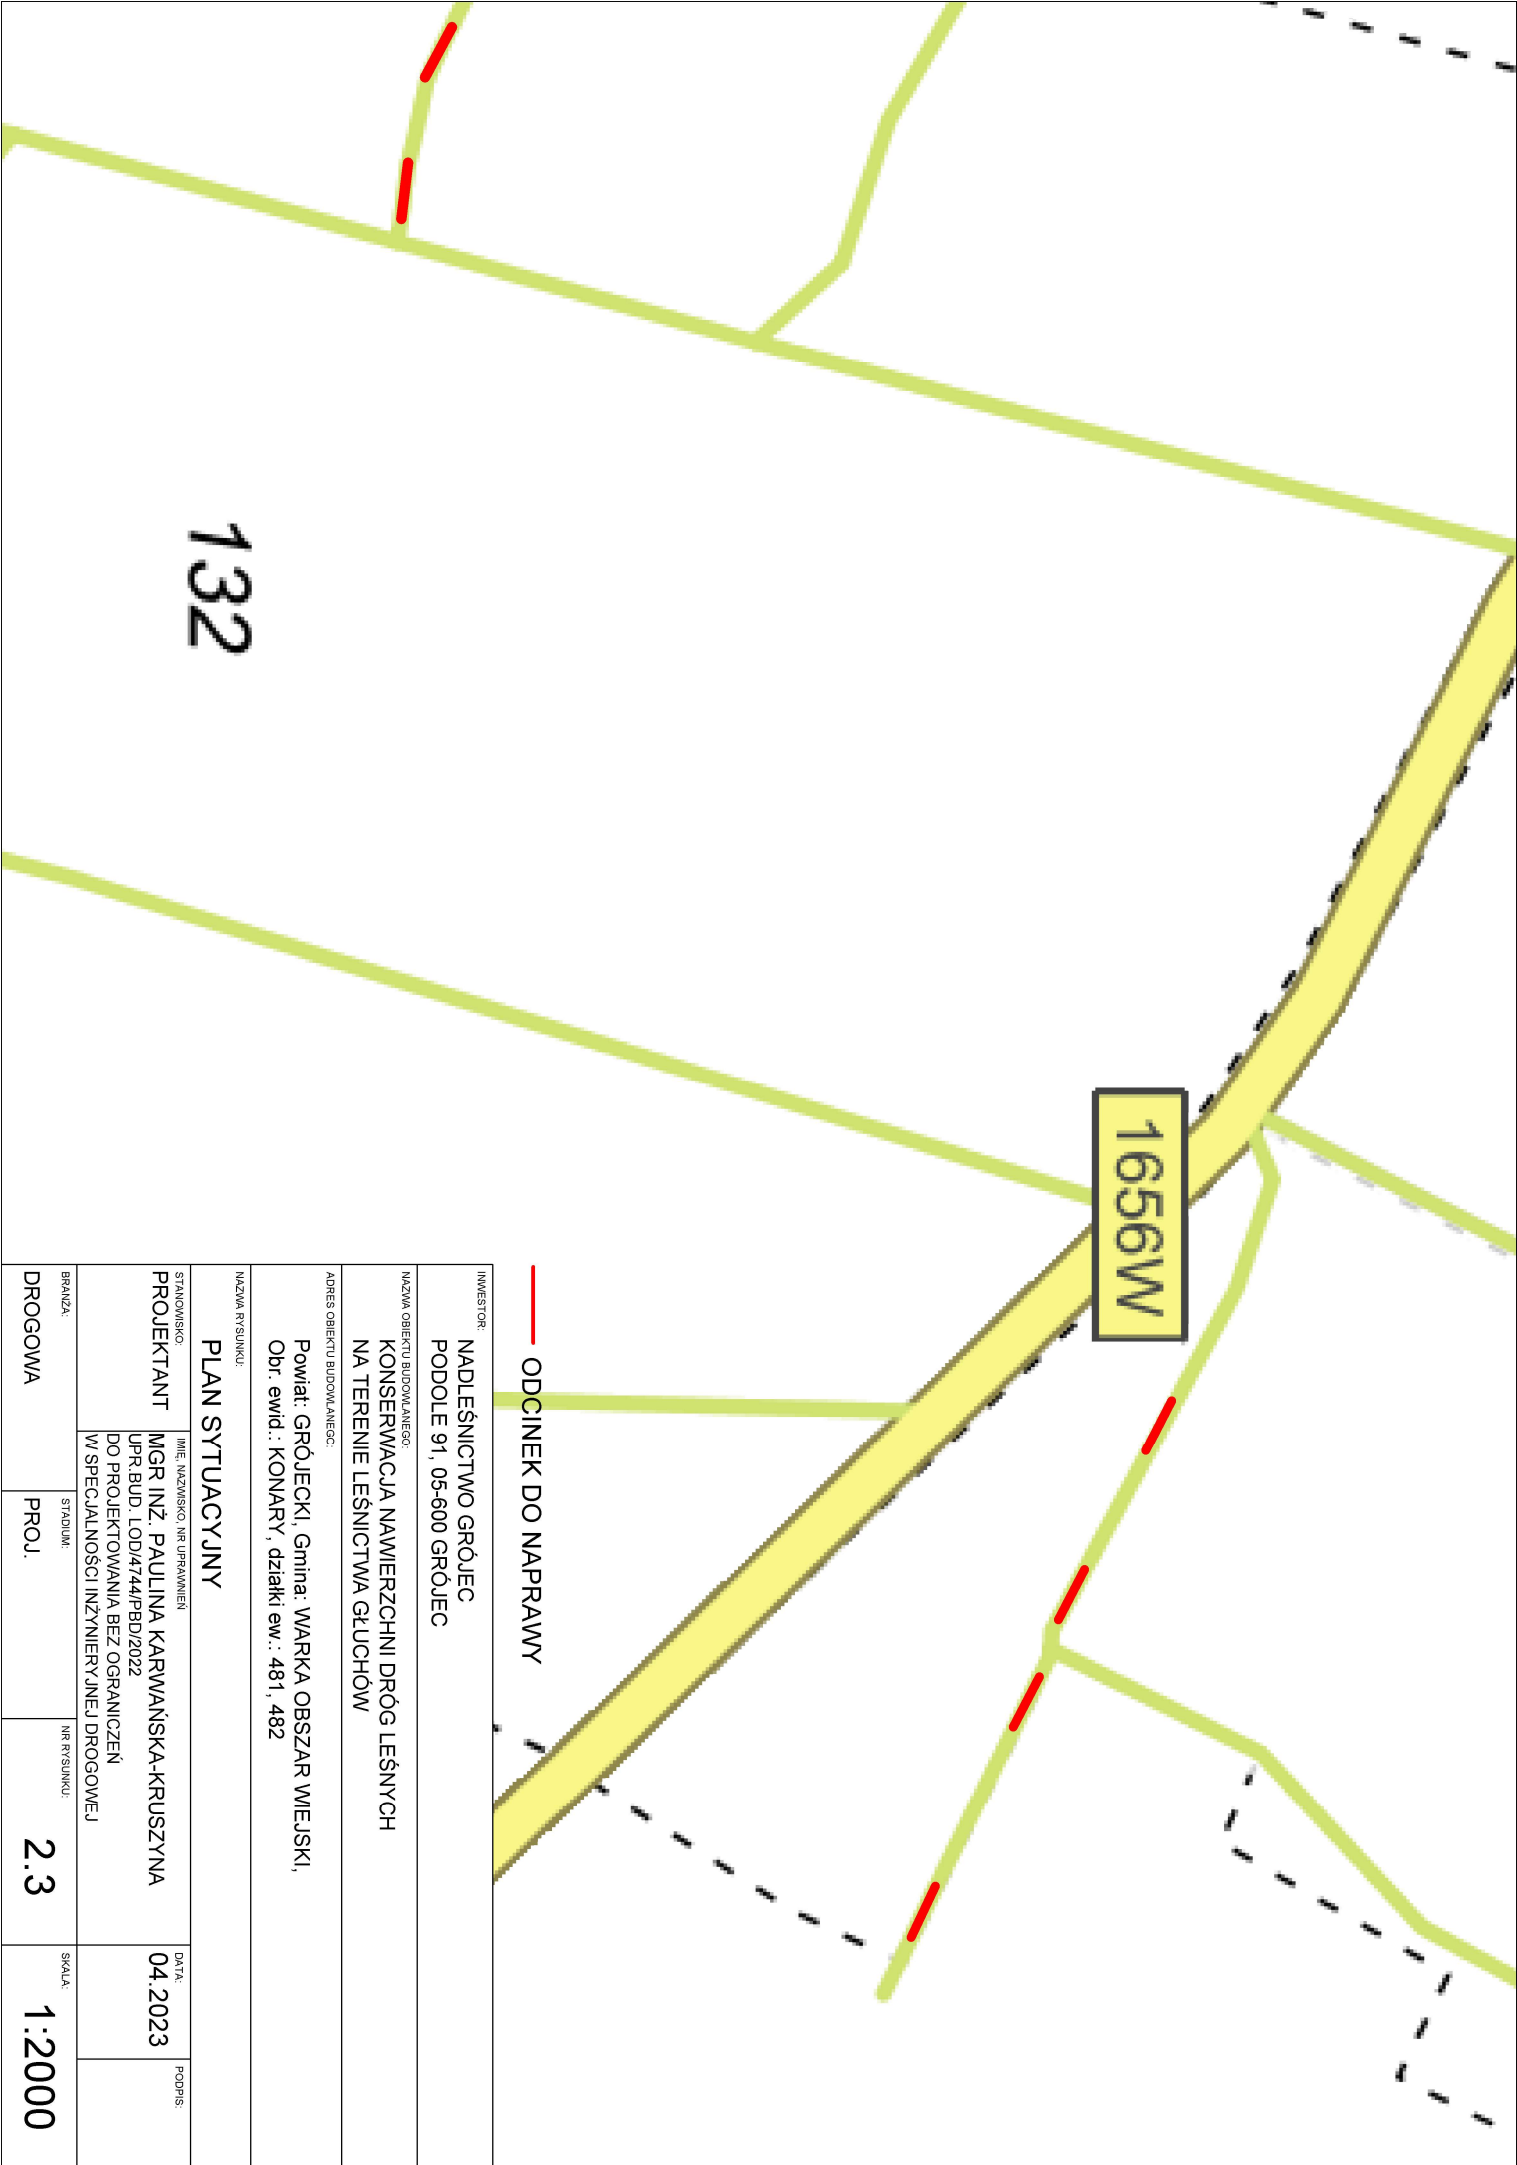 132
1655W
ODCINEK DO NAPRAWY
INWESTOR:
NADLEŚNICTWO GRÓJEC
PODOLE 91, 05-600 GRÓJEC
NAZWA OBIEKTU BUDOWLANEGO:
KONSERWACJA NAWIERZCHNI DRÓG LEŚNYCH
NA TERENIE LEŚNICTWA GŁUCHÓW
ADRES OBIEKTU BUDOWLANEGC:
Powiat: GRÓJECKI, Gmina: WARKA OBSZAR WIEJSKI,
Obr. ewid.: KONARY, działki ew.: 481, 482
NAZWA RYSUNKU:
PLAN SYTUACYJNY
STANOWISKO:
PROJEKTANT
IMIĘ, NAZWISKO, NR UPRAWNIEŃ
MGR INŻ. PAULINA KARWAŃSKA-KRUSZYNA
UPR.BUD. LOD/4744/PBD/2022
DO PROJEKTOWANIA BEZ OGRANICZEŃ
W SPECJALNOŚCI INŻYNIERYJNEJ DROGOWEJ
DATA:
04.2023
PODPIS:
BRANŻA:
DROGOWA
STADIUM:
PROJ.
NR RYSUNKU:
2.3
SKALA:
1:2000